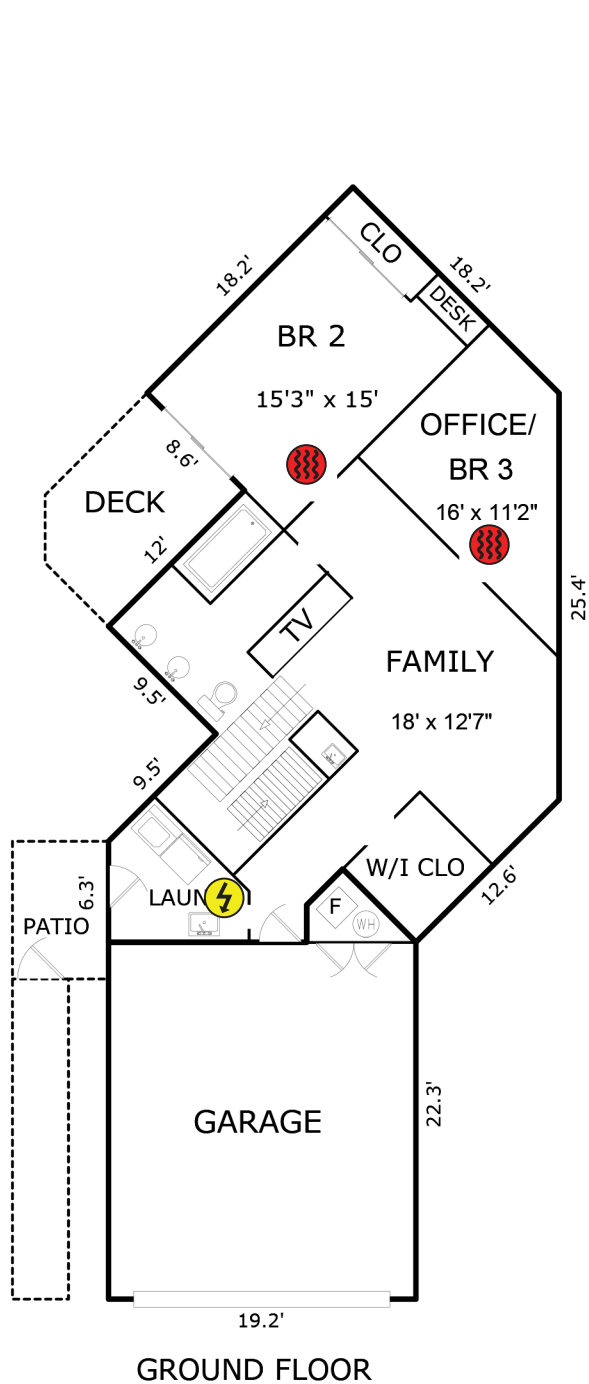 CLO
18.2'
18.2'
DESK
BR 2
15'3" x 15'
OFFICE/
BR 3
16' x 11'2"
8.6'
DECK
12'
25.4'
TV
FAMILY
18' x 12'7"
9.5'
9.5'
W/I CLO
12.6'
6.3'
LAUN
F
WH
PATIO
22.3'
GARAGE
19.2'
GROUND FLOOR